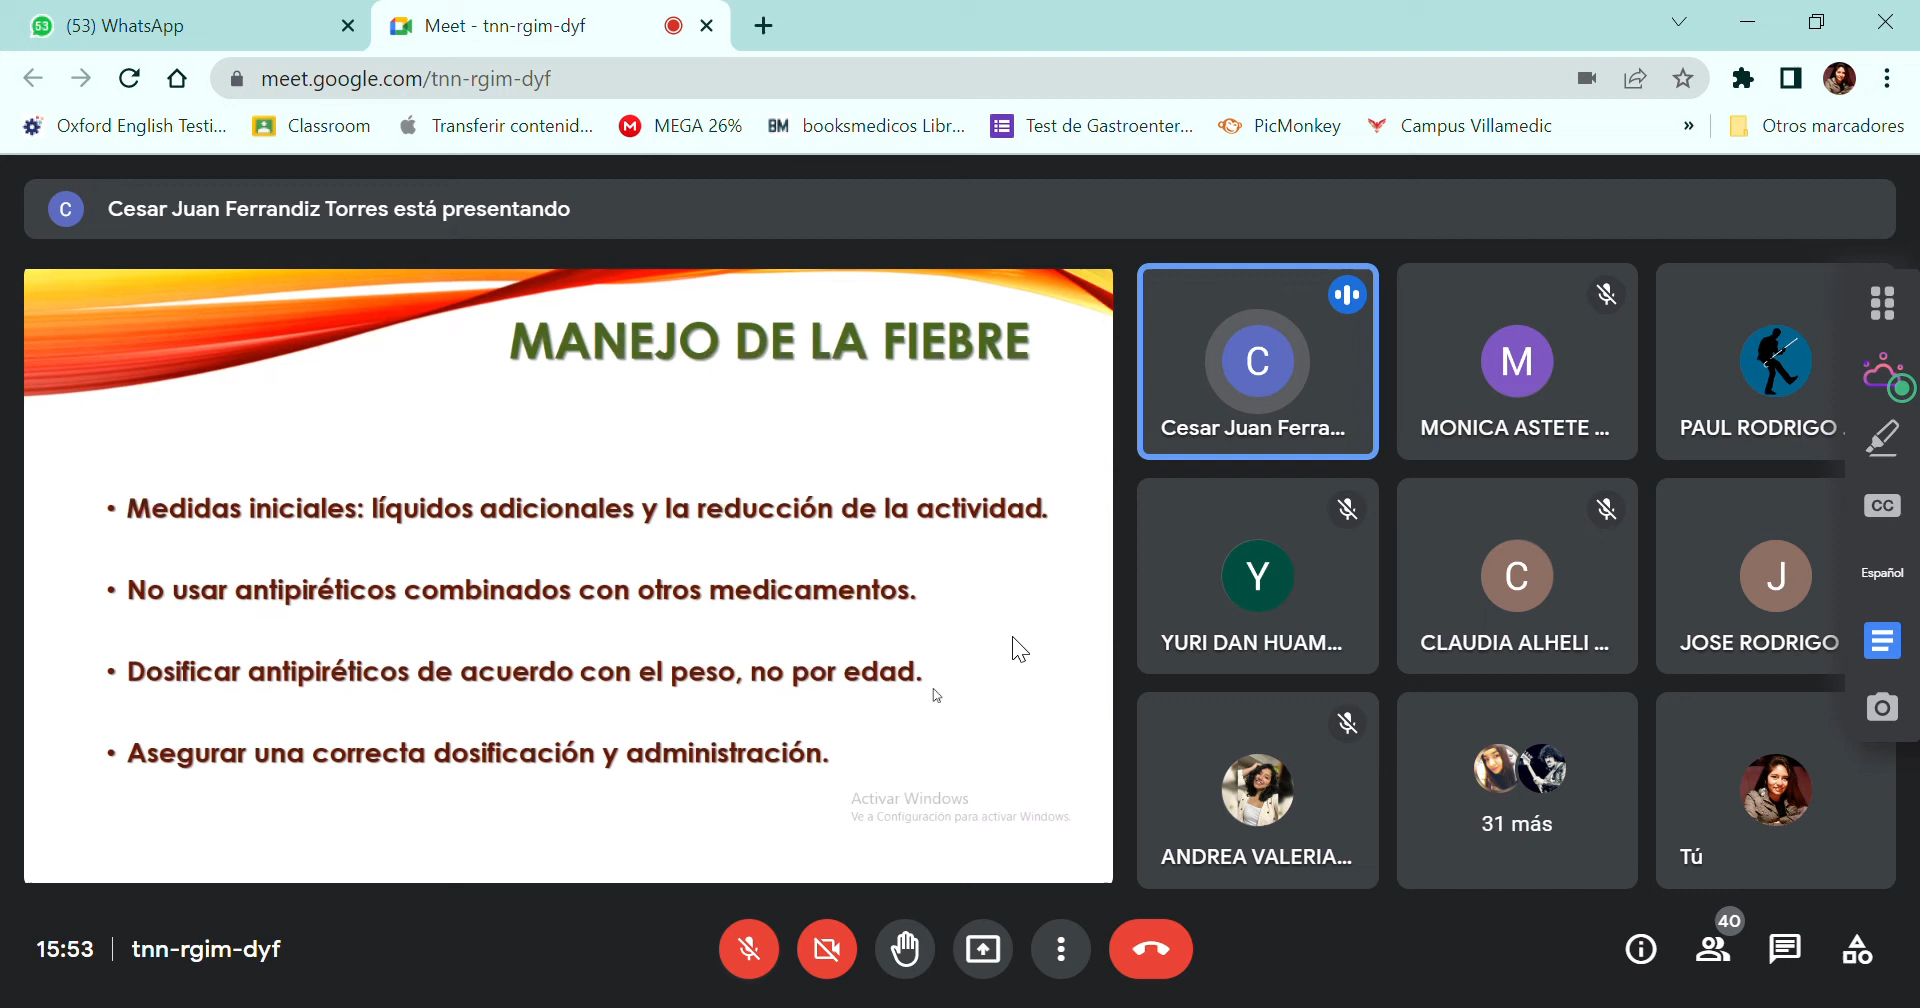 53
(53) WhatsApp
Meet - tnn-rgim-dyf
meet.google.com/tnn-rgim-dyf
Oxford English Testi...
Classroom
Transferir contenid...
M
MEGA 26%
BM
booksmedicos Libr...
Test de Gastroenter...
PicMonkey
Campus Villamedic
»
Otros marcadores
C
Cesar Juan Ferrandiz Torres está presentando
MANEJO DE LA FIEBRE
• Medidas iniciales: líquidos adicionales y la reducción de la actividad.
• No usar antipiréticos combinados con otros medicamentos.
• Dosificar antipiréticos de acuerdo con el peso, no por edad.
• Asegurar una correcta dosificación y administración.
Activar Windows
Ve a Configuración para activar Windows.
C
Cesar Juan Ferra...
M
MONICA ASTETE ...
PAUL RODRIGO .
Y
YURI DAN HUAM...
C
CLAUDIA ALHELI ...
J
JOSE RODRIGO
ANDREA VALERIA...
31 más
Tú
CC
Español
15:53
tnn-rgim-dyf
40